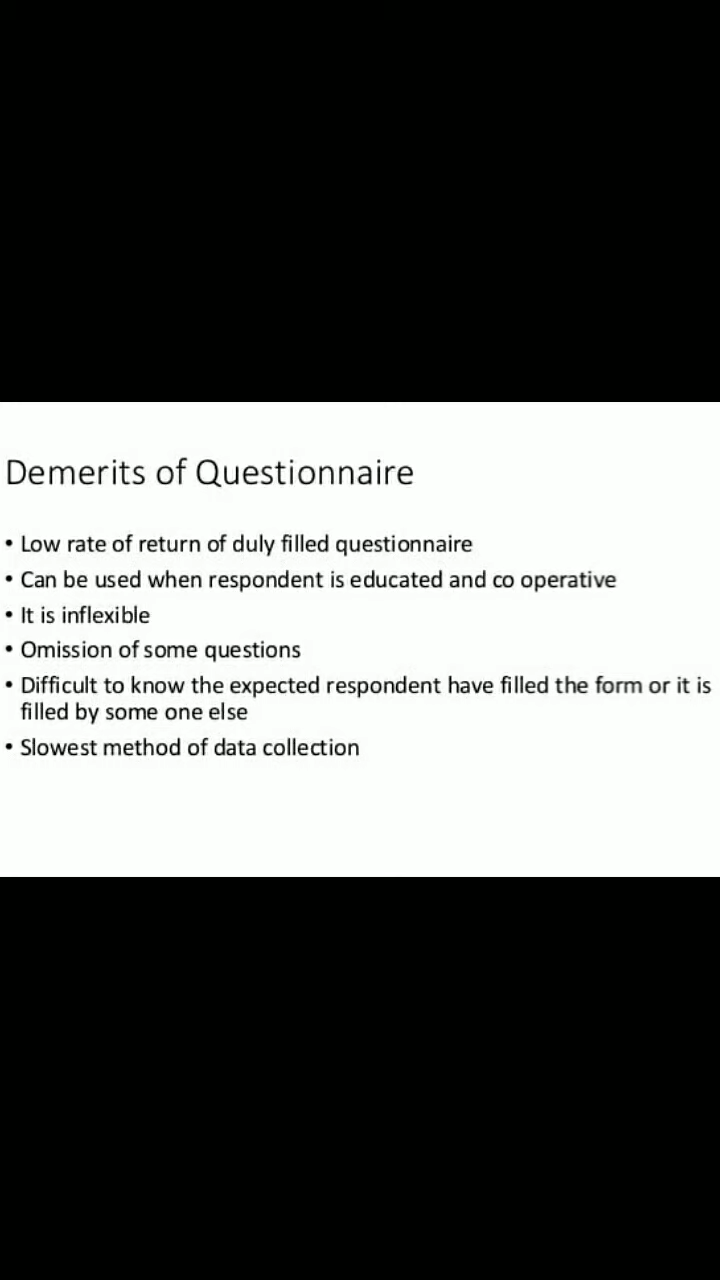 Demerits of Questionnaire
• Low rate of return of duly filled questionnaire
• Can be used when respondent is educated and co operative
• It is inflexible
• Omission of some questions
• Difficult to know the expected respondent have filled the form or it is
filled by some one else
• Slowest method of data collection